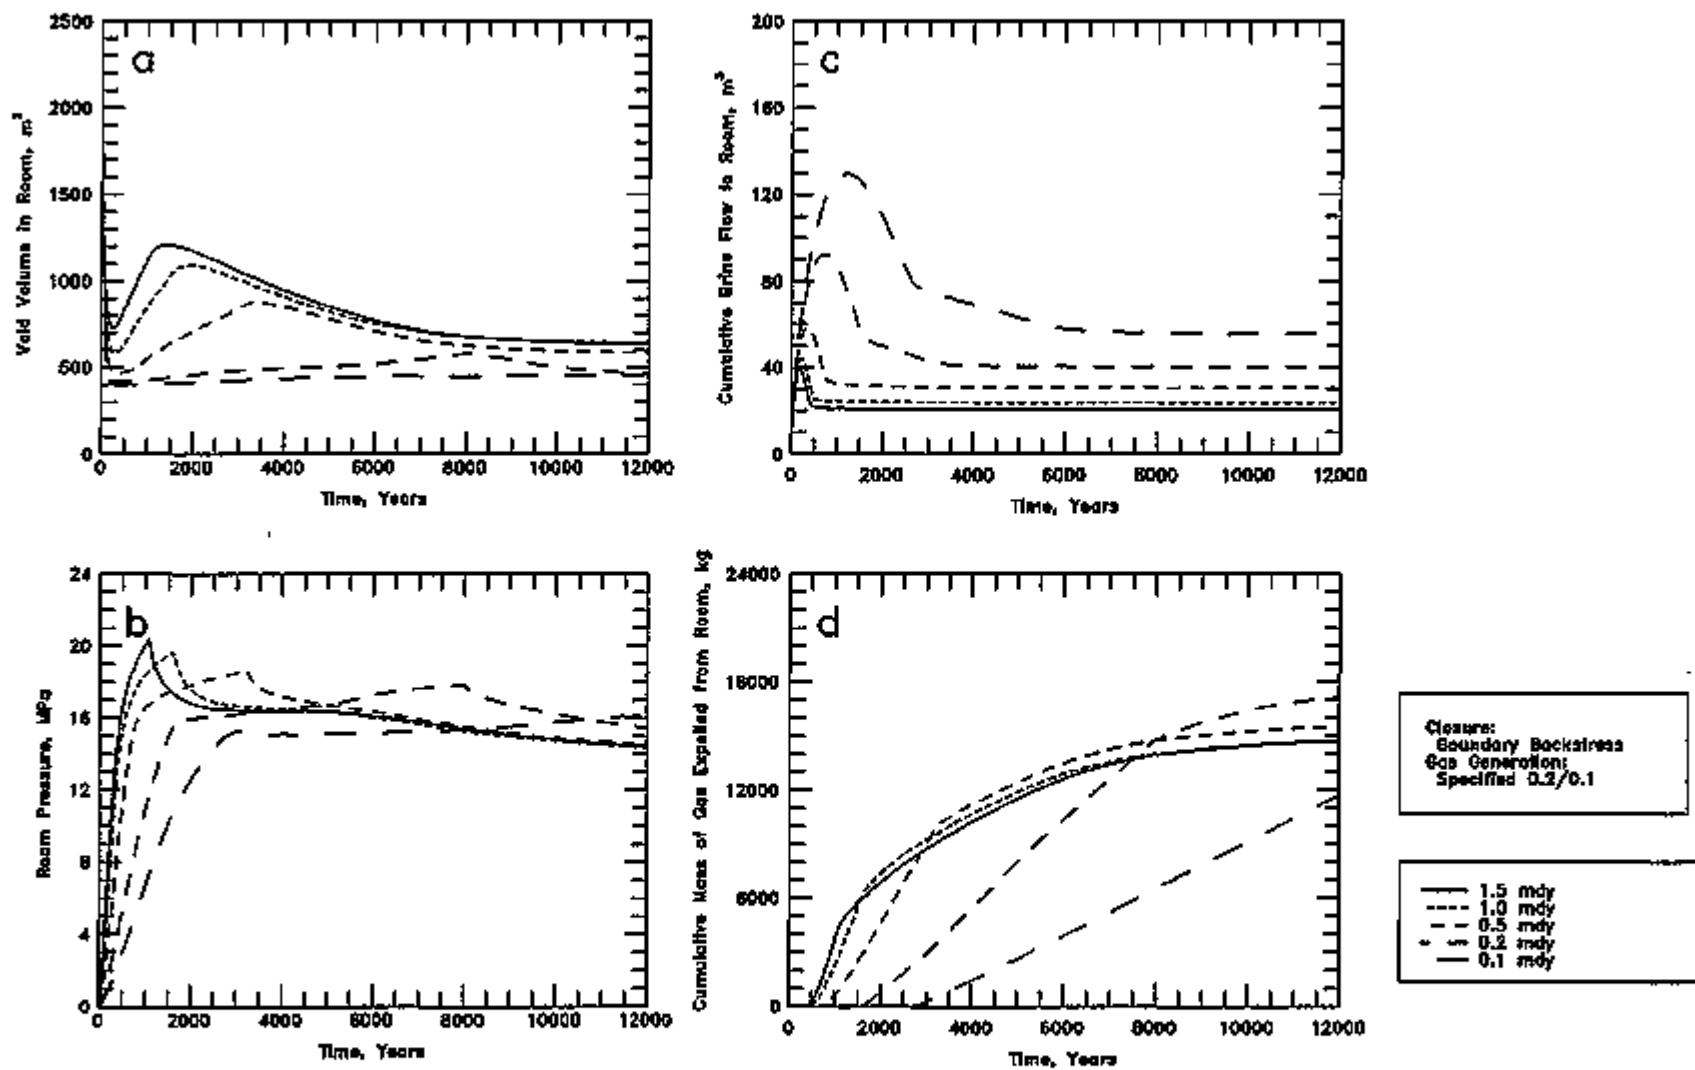 a
2500
2000
1500
1000
500
0
Void Volume in Room, m³
0 2000 4000 6000 8000 10000 12000
Time, Years
c
200
160
120
80
40
0
Cumulative Brine Flow to Room, m³
0 2000 4000 6000 8000 10000 12000
Time, Years
b
24
20
16
12
8
4
0
Room Pressure, MPa
0 2000 4000 6000 8000 10000 12000
Time, Years
d
24000
18000
12000
6000
0
Cumulative Mass of Gas Expelled from Room, kg
0 2000 4000 6000 8000 10000 12000
Time, Years
Closure:
Boundary Backstress
Gas Generation:
Specified 0.2/0.1
1.5 mdy
1.0 mdy
0.5 mdy
0.2 mdy
0.1 mdy